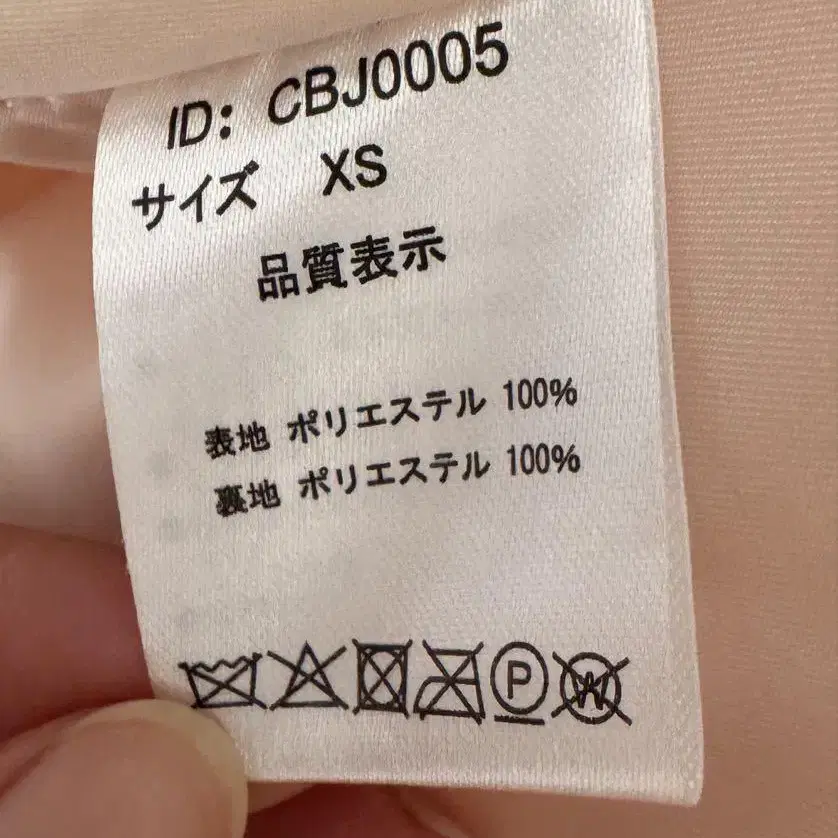 ID: CBJ0005
サイズ XS
品質表示
表地 ポリエステル 100%
裏地 ポリエステル 100%
P W